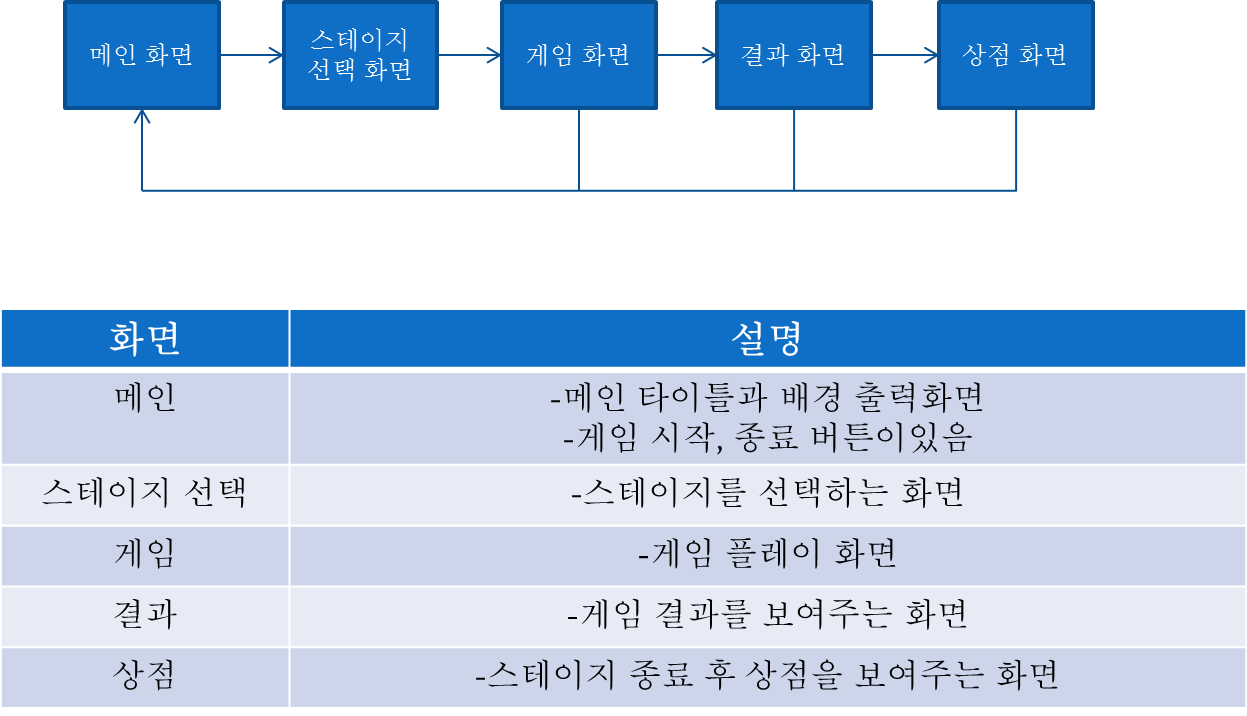 메인 화면
스테이지
선택 화면
게임 화면
결과 화면
상점 화면
화면 설명
메인 -메인 타이틀과 배경 출력화면
-게임 시작, 종료 버튼이있음
스테이지 선택 -스테이지를 선택하는 화면
게임 -게임 플레이 화면
결과 -게임 결과를 보여주는 화면
상점 -스테이지 종료 후 상점을 보여주는 화면